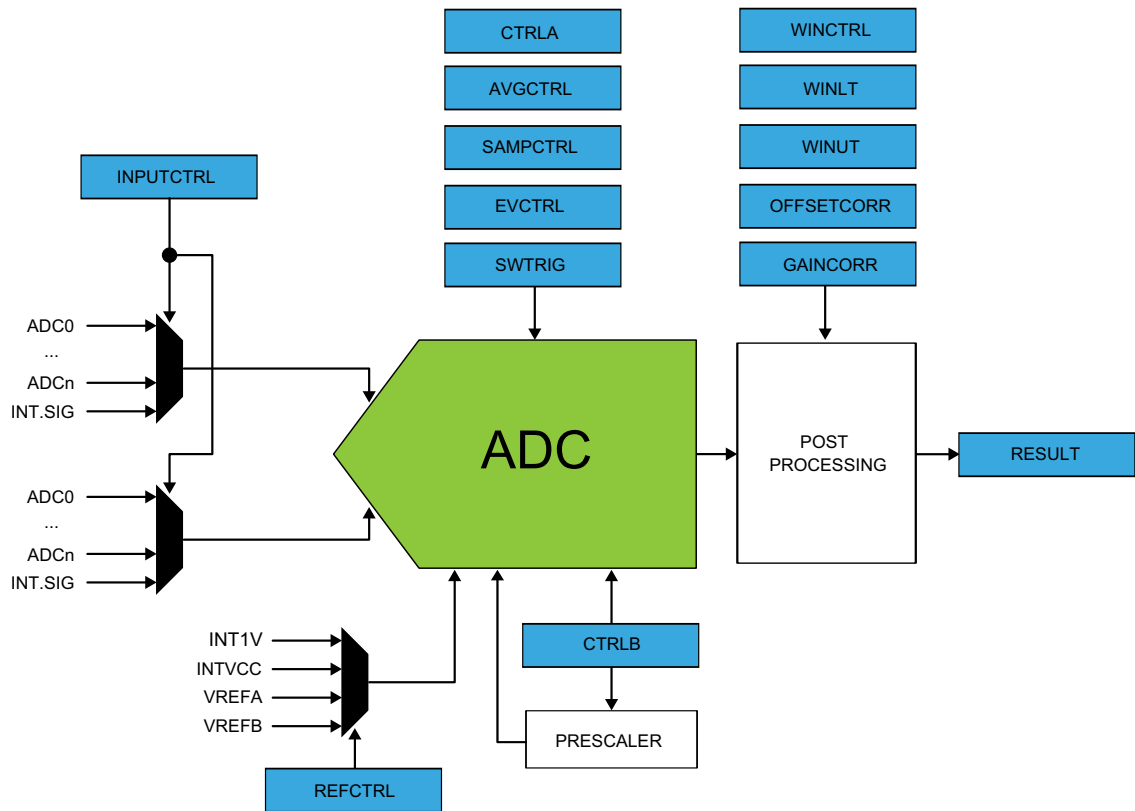 CTRLA
WINCTRL
AVGCTRL
WINLT
SAMPCTRL
WINUT
INPUTCTRL
EVCTRL
OFFSETCORR
SWTRIG
GAINCORR
ADC0
...
ADCn
INT.SIG
ADC
POST
PROCESSING
RESULT
ADC0
...
ADCn
INT.SIG
INT1V
INTVCC
VREFA
VREFB
CTRLB
PRESCALER
REFCTRL